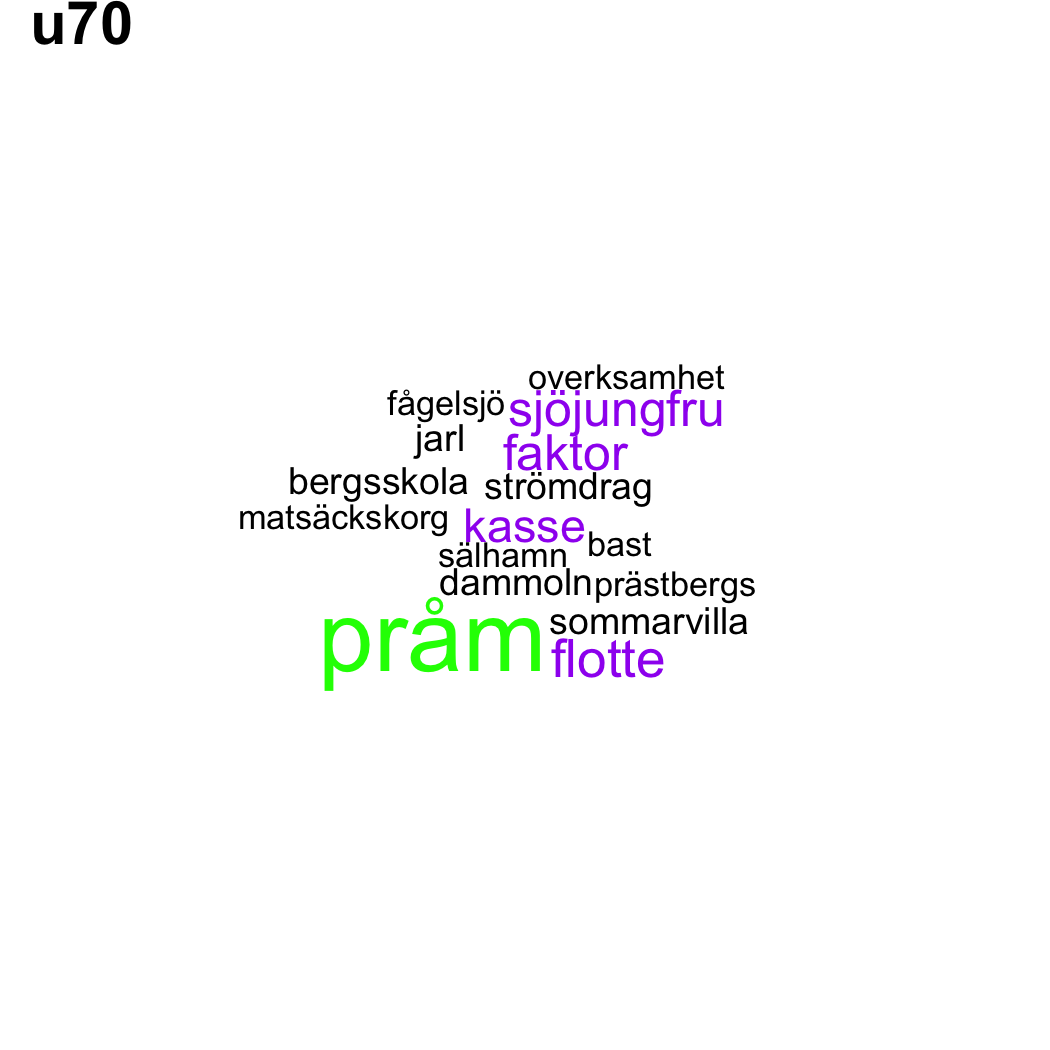 u70
overksamhet
fågelsjö sjöjungfru
jarl faktor
bergsskola strömdrag
matsäckskorg kasse
bast
sälhamn
dammoln prästbergs
pråm sommarvilla
flotte